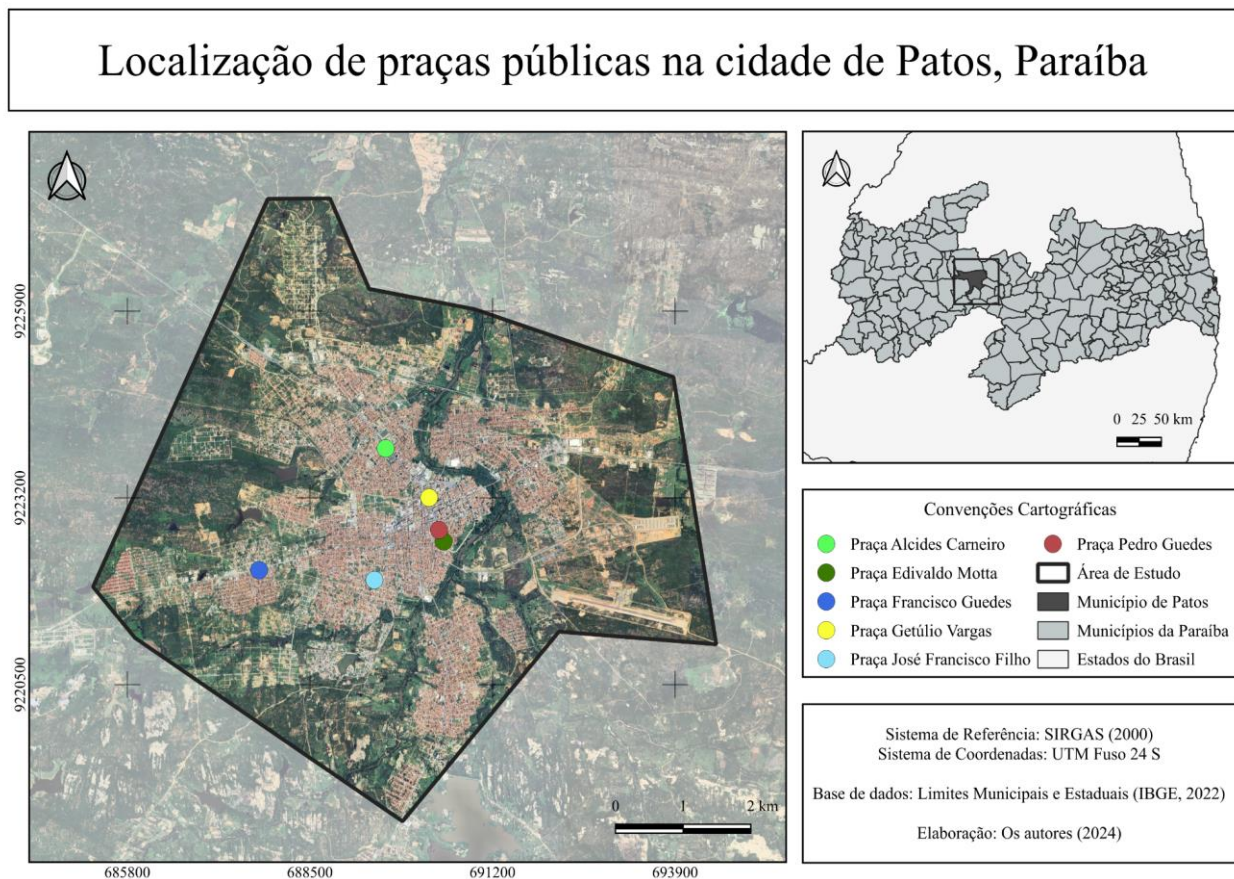 Localização de praças públicas na cidade de Patos, Paraíba
9225900
9223200
9220500
685800
688500
691200
693900
0 1 2 km
0 25 50 km
Convenções Cartográficas
Praça Alcides Carneiro
Praça Edivaldo Motta
Praça Francisco Guedes
Praça Getúlio Vargas
Praça José Francisco Filho
Praça Pedro Guedes
Área de Estudo
Município de Patos
Municípios da Paraíba
Estados do Brasil
Sistema de Referência: SIRGAS (2000)
Sistema de Coordenadas: UTM Fuso 24 S
Base de dados: Limites Municipais e Estaduais (IBGE, 2022)
Elaboração: Os autores (2024)